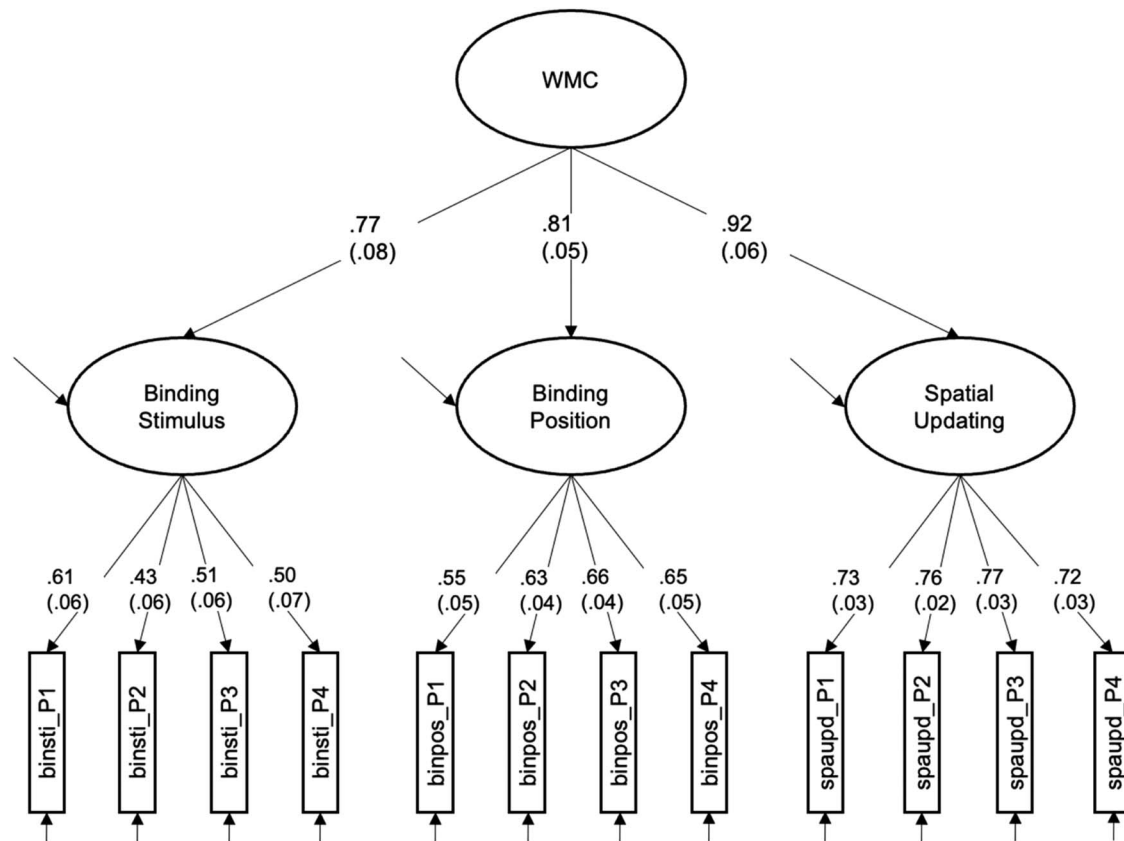 WMC
.77
(.08)
.81
(.05)
.92
(.06)
Binding
Stimulus
Binding
Position
Spatial
Updating
.61
(.06)
.43
(.06)
.51
(.06)
.50
(.07)
.55
(.05)
.63
(.04)
.66
(.04)
.65
(.05)
.73
(.03)
.76
(.02)
.77
(.03)
.72
(.03)
binsti_P1
binsti_P2
binsti_P3
binsti_P4
binpos_P1
binpos_P2
binpos_P3
binpos_P4
spaupd_P1
spaupd_P2
spaupd_P3
spaupd_P4